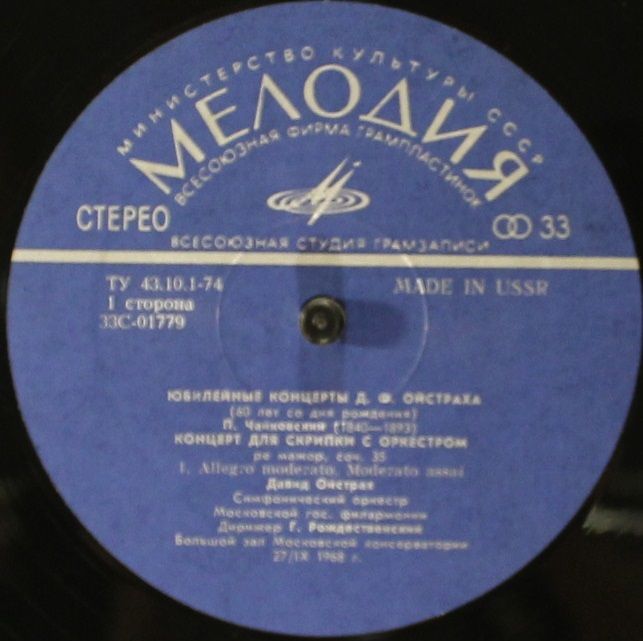 МИНИСТЕРСТВО КУЛЬТУРЫ СССР
МЕЛОДИЯ
ВСЕСОЮЗНАЯ ФИРМА ГРАМПЛАСТИНОК
СТЕРЕО
33
ВСЕСОЮЗНАЯ СТУДИЯ ГРАМЗАПИСИ
ТУ 43.10.1-74
MADE IN USSR
1 сторона
33С-01779
ЮБИЛЕЙНЫЕ КОНЦЕРТЫ Д. Ф. ОЙСТРАХА
(60 лет со дня рождения)
П. Чайковский (1840—1893)
КОНЦЕРТ ДЛЯ СКРИПКИ С ОРКЕСТРОМ
ре мажор, соч. 35
1. Allegro moderato, Moderato assai
Давид Ойстрах
Симфонический оркестр
Московской гос. филармонии
Дирижер Г. Рождественский
Большой зал Московской консерватории
27/IX 1968 г.